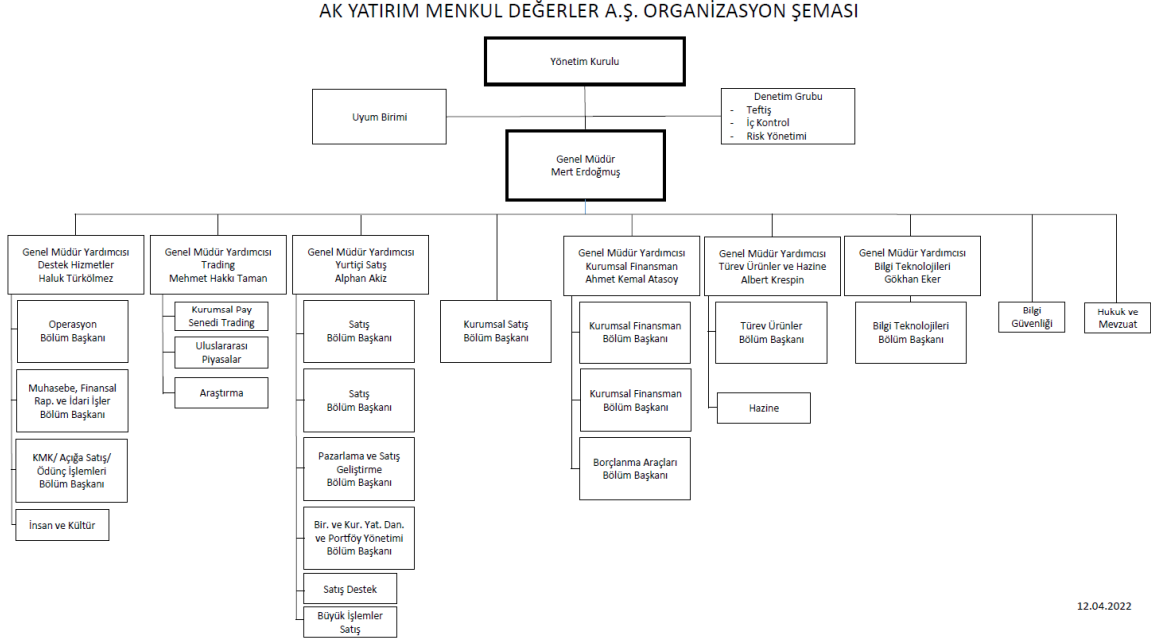 AK YATIRIM MENKUL DEĞERLER A.Ş. ORGANİZASYON ŞEMASI
Yönetim Kurulu
Uyum Birimi
Denetim Grubu
- Teftiş
- İç Kontrol
- Risk Yönetimi
Genel Müdür
Mert Erdoğmuş
Genel Müdür Yardımcısı
Destek Hizmetler
Haluk Türkölmez
Operasyon
Bölüm Başkanı
Muhasebe, Finansal
Rap. ve İdari İşler
Bölüm Başkanı
KMK/ Açığa Satış/
Ödünç İşlemleri
Bölüm Başkanı
İnsan ve Kültür
Genel Müdür Yardımcısı
Trading
Mehmet Hakkı Taman
Kurumsal Pay
Senedi Trading
Uluslararası
Piyasalar
Araştırma
Genel Müdür Yardımcısı
Yurtiçi Satış
Alphan Akiz
Satış
Bölüm Başkanı
Satış
Bölüm Başkanı
Pazarlama ve Satış
Geliştirme
Bölüm Başkanı
Bir. ve Kur. Yat. Dan.
ve Portföy Yönetimi
Bölüm Başkanı
Satış Destek
Büyük İşlemler
Satış
Kurumsal Satış
Bölüm Başkanı
Genel Müdür Yardımcısı
Kurumsal Finansman
Ahmet Kemal Atasoy
Kurumsal Finansman
Bölüm Başkanı
Kurumsal Finansman
Bölüm Başkanı
Borçlanma Araçları
Bölüm Başkanı
Genel Müdür Yardımcısı
Türev Ürünler ve Hazine
Albert Krespin
Türev Ürünler
Bölüm Başkanı
Hazine
Genel Müdür Yardımcısı
Bilgi Teknolojileri
Gökhan Eker
Bilgi Teknolojileri
Bölüm Başkanı
Bilgi
Güvenliği
Hukuk ve
Mevzuat
12.04.2022